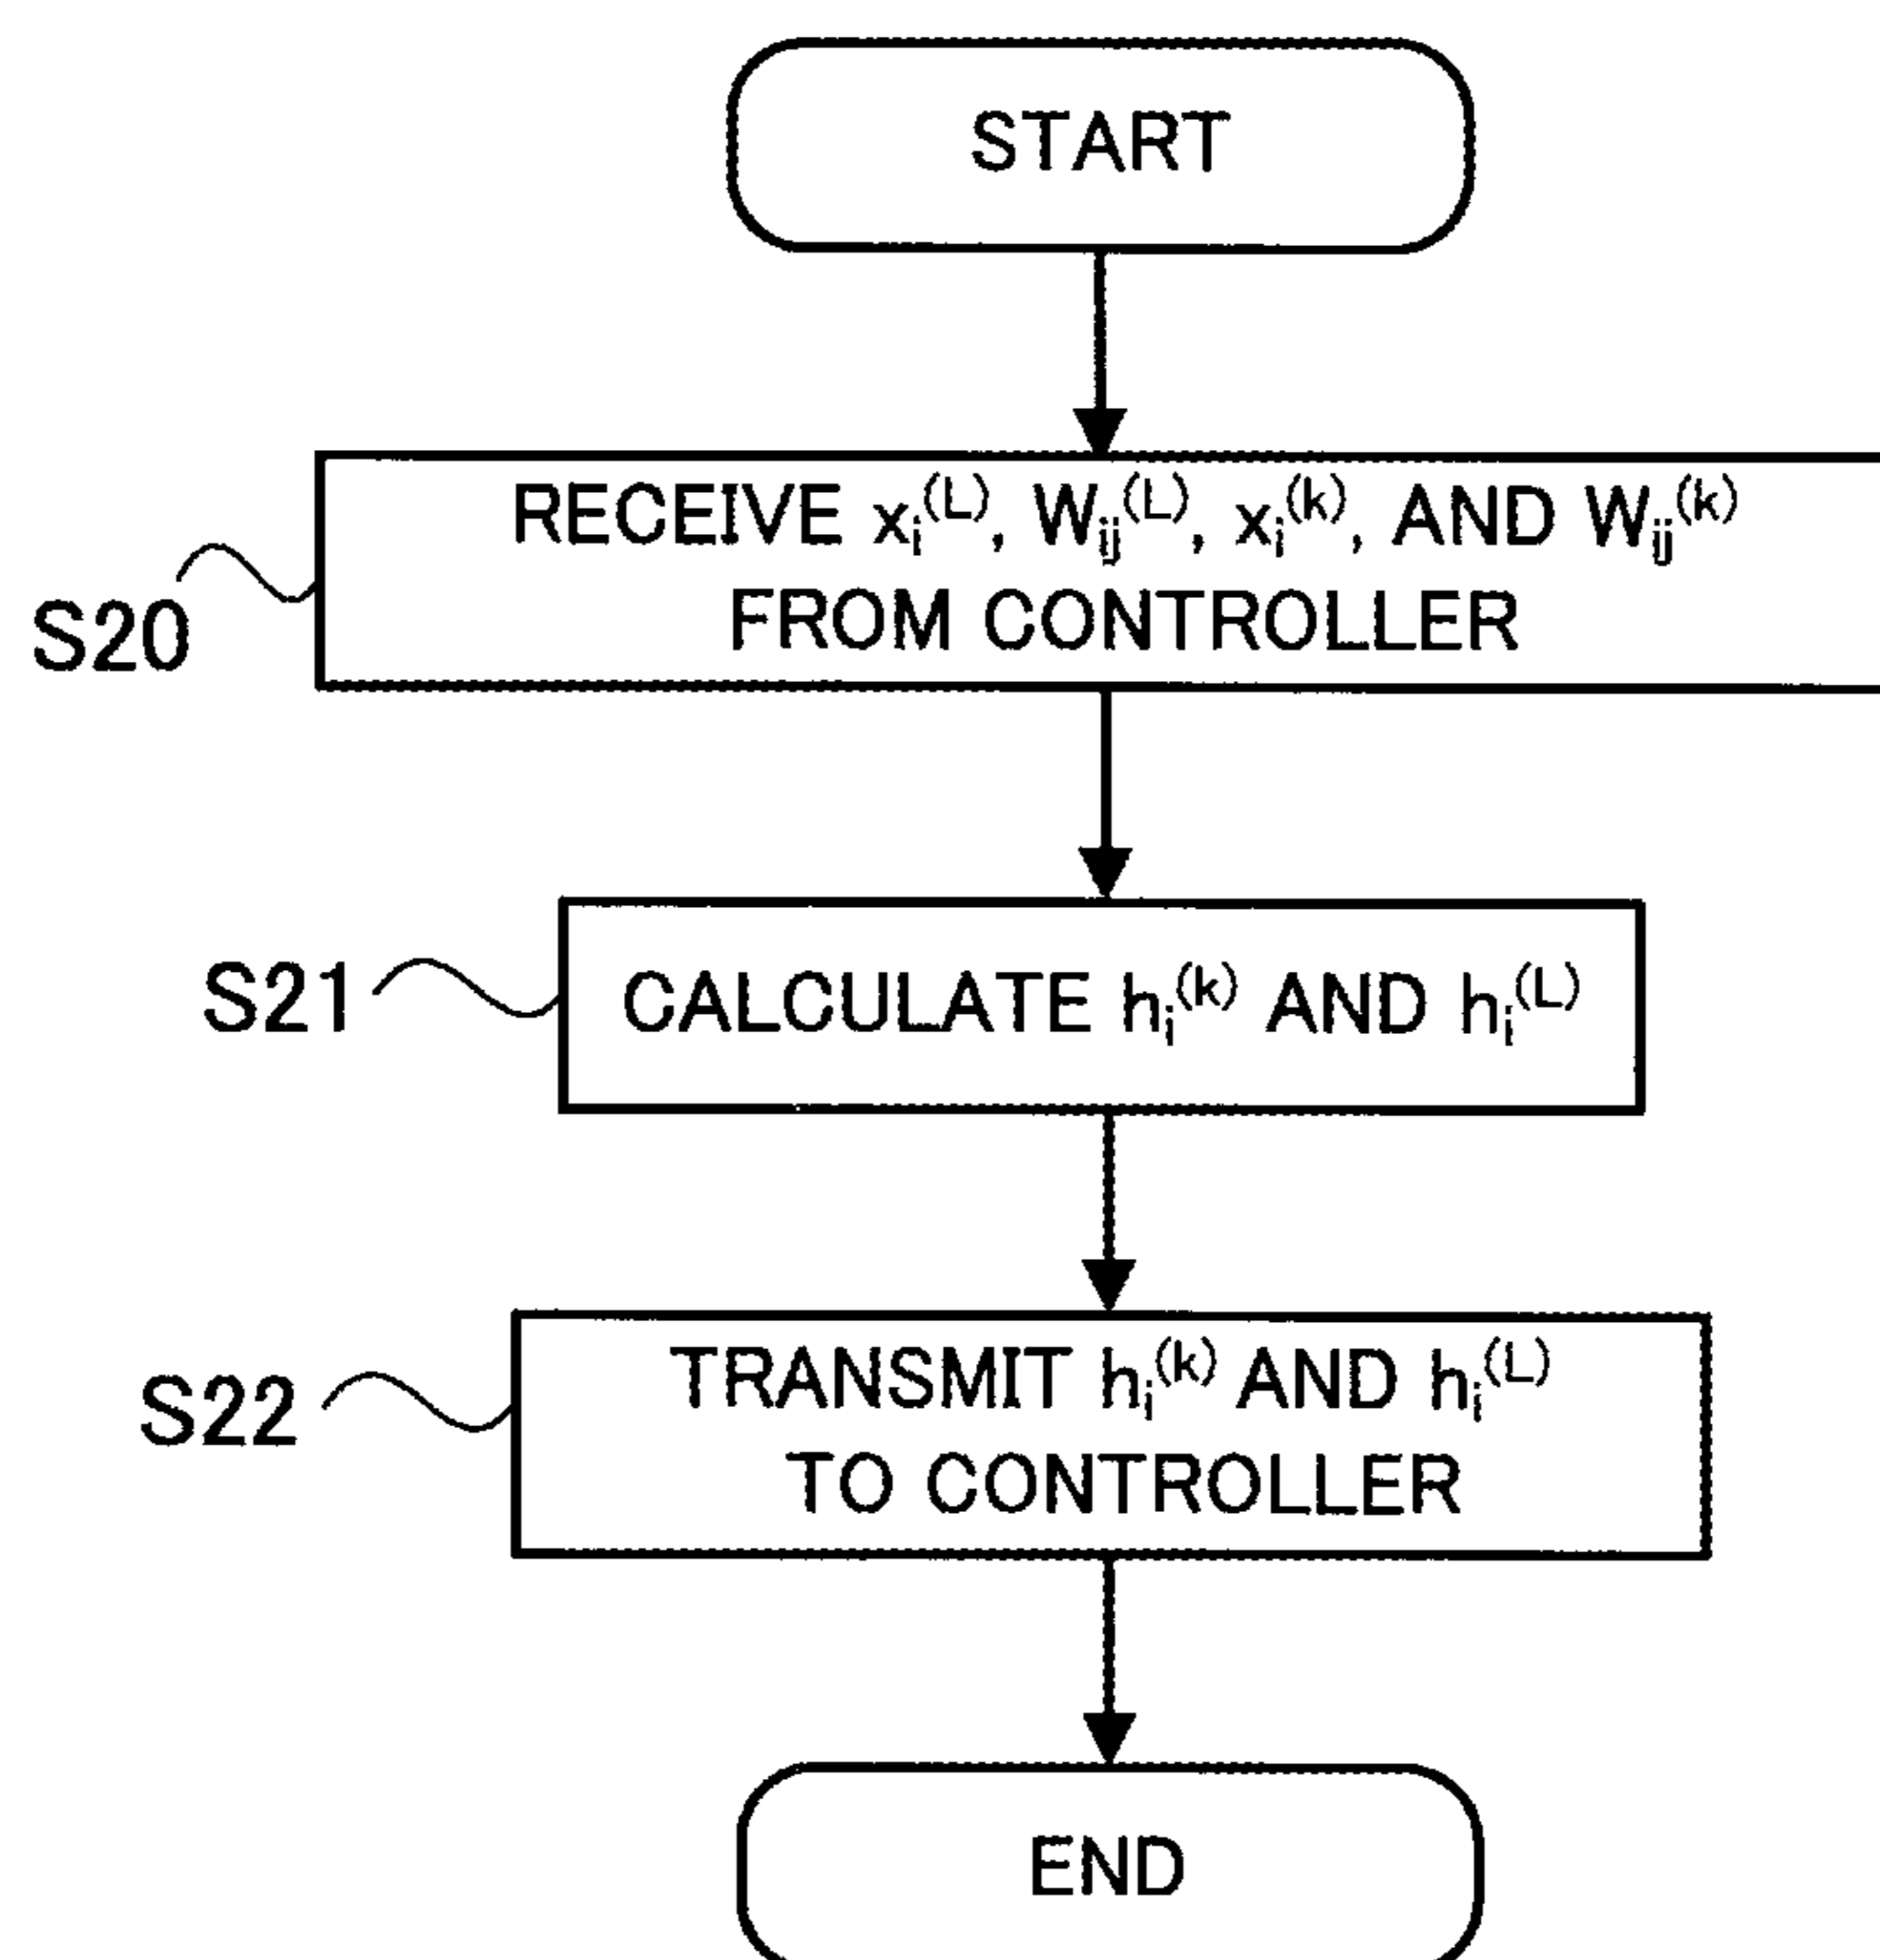 START
RECEIVE xᵢ⁽ᴸ⁾, Wᵢⱼ⁽ᴸ⁾, xᵢ⁽ᵏ⁾, AND Wᵢⱼ⁽ᵏ⁾
FROM CONTROLLER
S20
S21
CALCULATE hᵢ⁽ᵏ⁾ AND hᵢ⁽ᴸ⁾
S22
TRANSMIT hᵢ⁽ᵏ⁾ AND hᵢ⁽ᴸ⁾
TO CONTROLLER
END